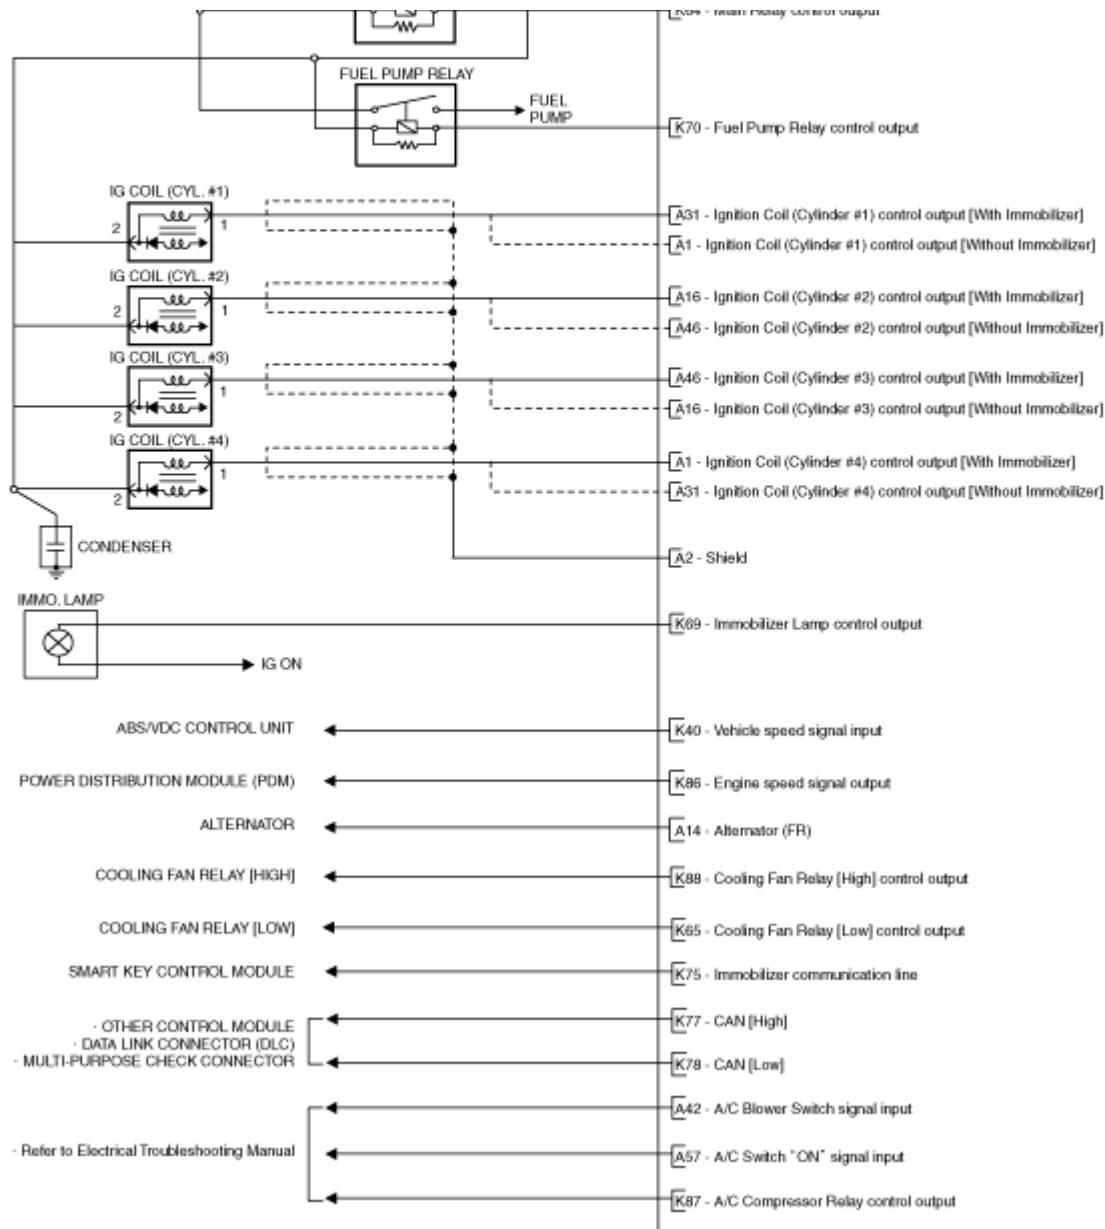 K64 - Main Relay control output
FUEL PUMP RELAY
FUEL
PUMP
K70 - Fuel Pump Relay control output
IG COIL (CYL. #1)
2
1
A31 - Ignition Coil (Cylinder #1) control output [With Immobilizer]
A1 - Ignition Coil (Cylinder #1) control output [Without Immobilizer]
IG COIL (CYL. #2)
2
1
A16 - Ignition Coil (Cylinder #2) control output [With Immobilizer]
A46 - Ignition Coil (Cylinder #2) control output [Without Immobilizer]
IG COIL (CYL. #3)
2
1
A46 - Ignition Coil (Cylinder #3) control output [With Immobilizer]
A16 - Ignition Coil (Cylinder #3) control output [Without Immobilizer]
IG COIL (CYL. #4)
2
1
A1 - Ignition Coil (Cylinder #4) control output [With Immobilizer]
A31 - Ignition Coil (Cylinder #4) control output [Without Immobilizer]
CONDENSER
A2 - Shield
IMMO. LAMP
K69 - Immobilizer Lamp control output
IG ON
ABS/VDC CONTROL UNIT
K40 - Vehicle speed signal input
POWER DISTRIBUTION MODULE (PDM)
K86 - Engine speed signal output
ALTERNATOR
A14 - Alternator (FR)
COOLING FAN RELAY [HIGH]
K88 - Cooling Fan Relay [High] control output
COOLING FAN RELAY [LOW]
K65 - Cooling Fan Relay [Low] control output
SMART KEY CONTROL MODULE
K75 - Immobilizer communication line
· OTHER CONTROL MODULE
· DATA LINK CONNECTOR (DLC)
· MULTI-PURPOSE CHECK CONNECTOR
K77 - CAN [High]
K78 - CAN [Low]
A42 - A/C Blower Switch signal input
· Refer to Electrical Troubleshooting Manual
A57 - A/C Switch "ON" signal input
K87 - A/C Compressor Relay control output